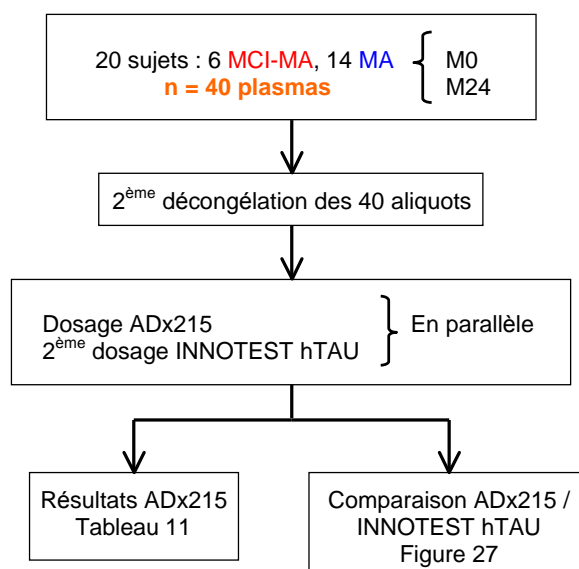 20 sujets : 6 MCI-MA, 14 MA
M0
n = 40 plasmas
M24
2ème décongélation des 40 aliquots
Dosage ADx215
2ème dosage INNOTEST hTAU
En parallèle
Résultats ADx215
Tableau 11
Comparaison ADx215 /
INNOTEST hTAU
Figure 27